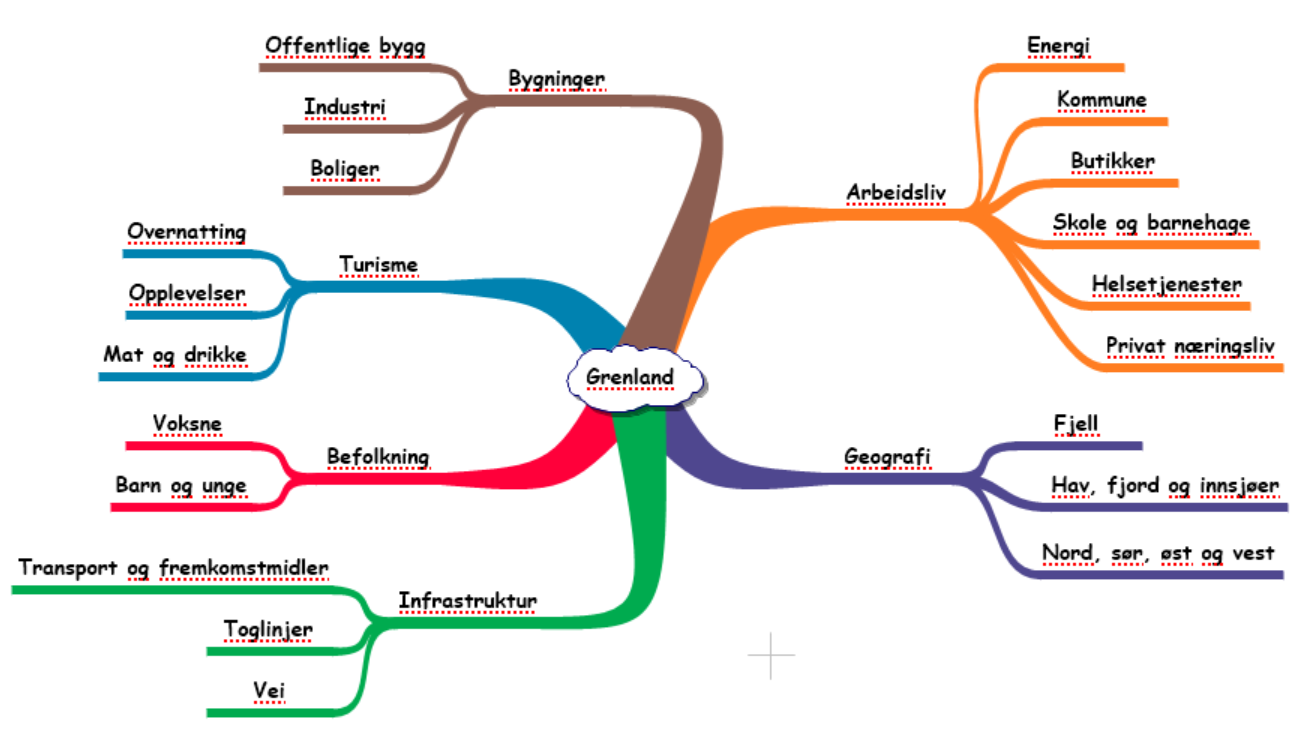 Grenland
Bygninger
Offentlige bygg
Industri
Boliger
Turisme
Overnatting
Opplevelser
Mat og drikke
Befolkning
Voksne
Barn og unge
Infrastruktur
Transport og fremkomstmidler
Toglinjer
Vei
Arbeidsliv
Energi
Kommune
Butikker
Skole og barnehage
Helsetjenester
Privat næringsliv
Geografi
Fjell
Hav, fjord og innsjøer
Nord, sør, øst og vest